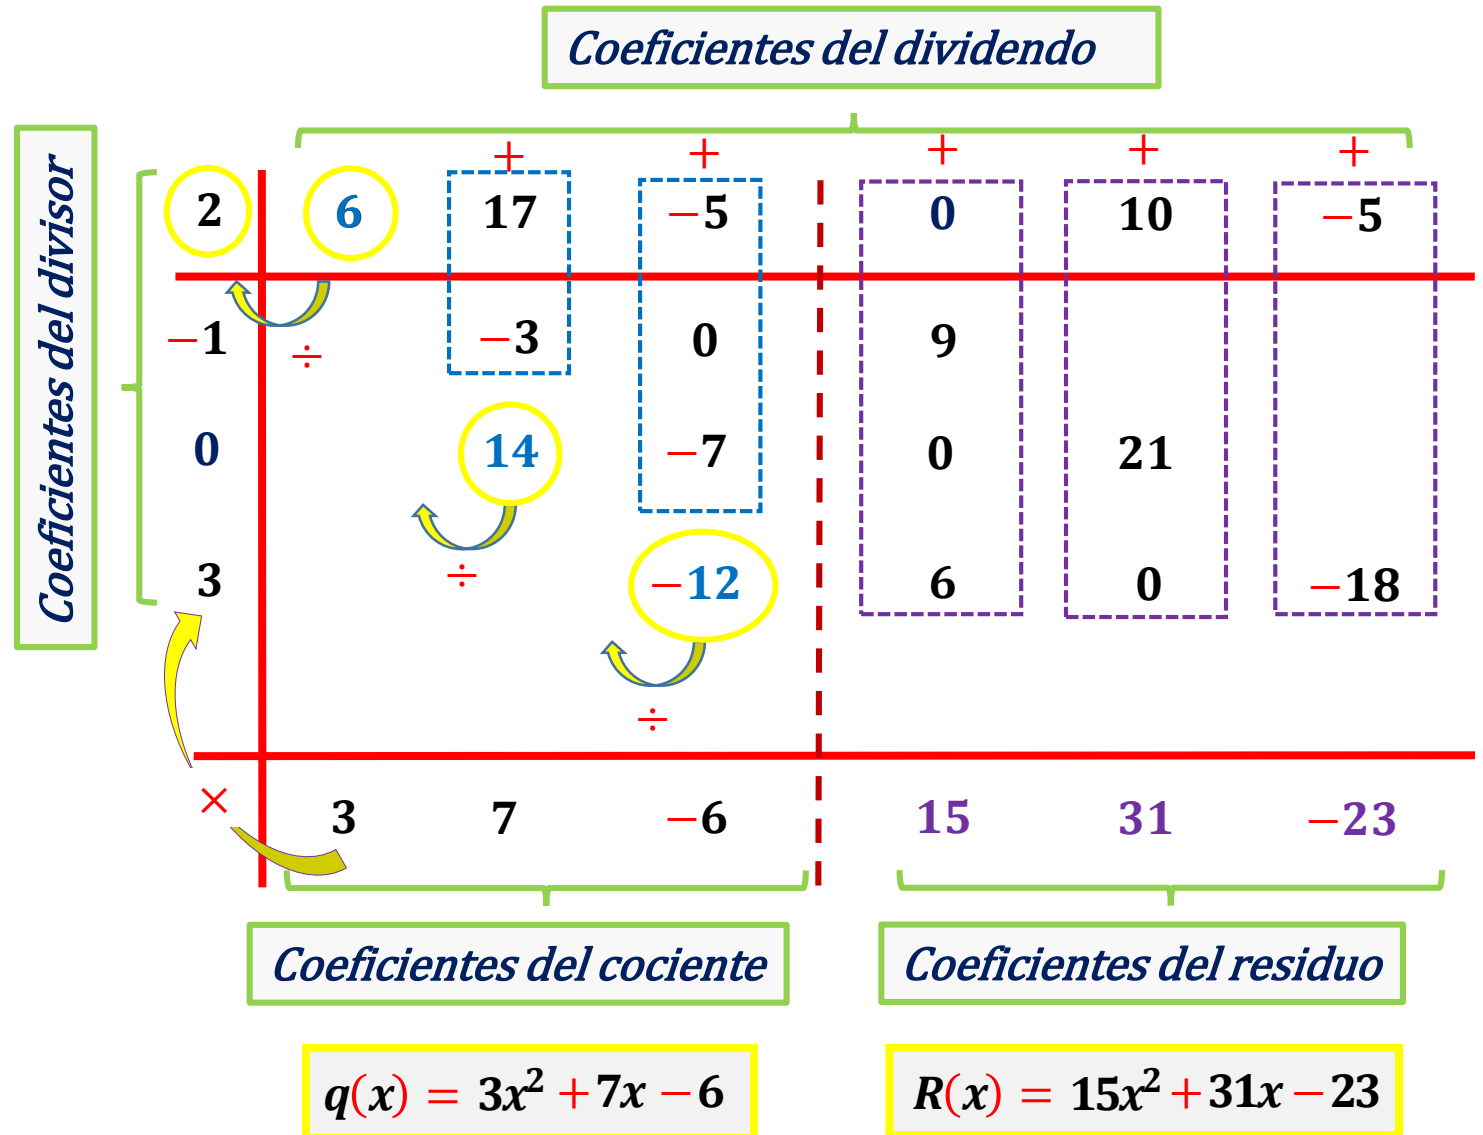 Coeficientes del dividendo
Coeficientes del divisor
+ + + + +
2 6 17 −5 0 10 −5
−1 ÷ −3 0 9
0 14 −7 0 21
÷
3 −12 6 0 −18
÷
× 3 7 −6 15 31 −23
Coeficientes del cociente
Coeficientes del residuo
q(x) = 3x² + 7x − 6
R(x) = 15x² + 31x − 23